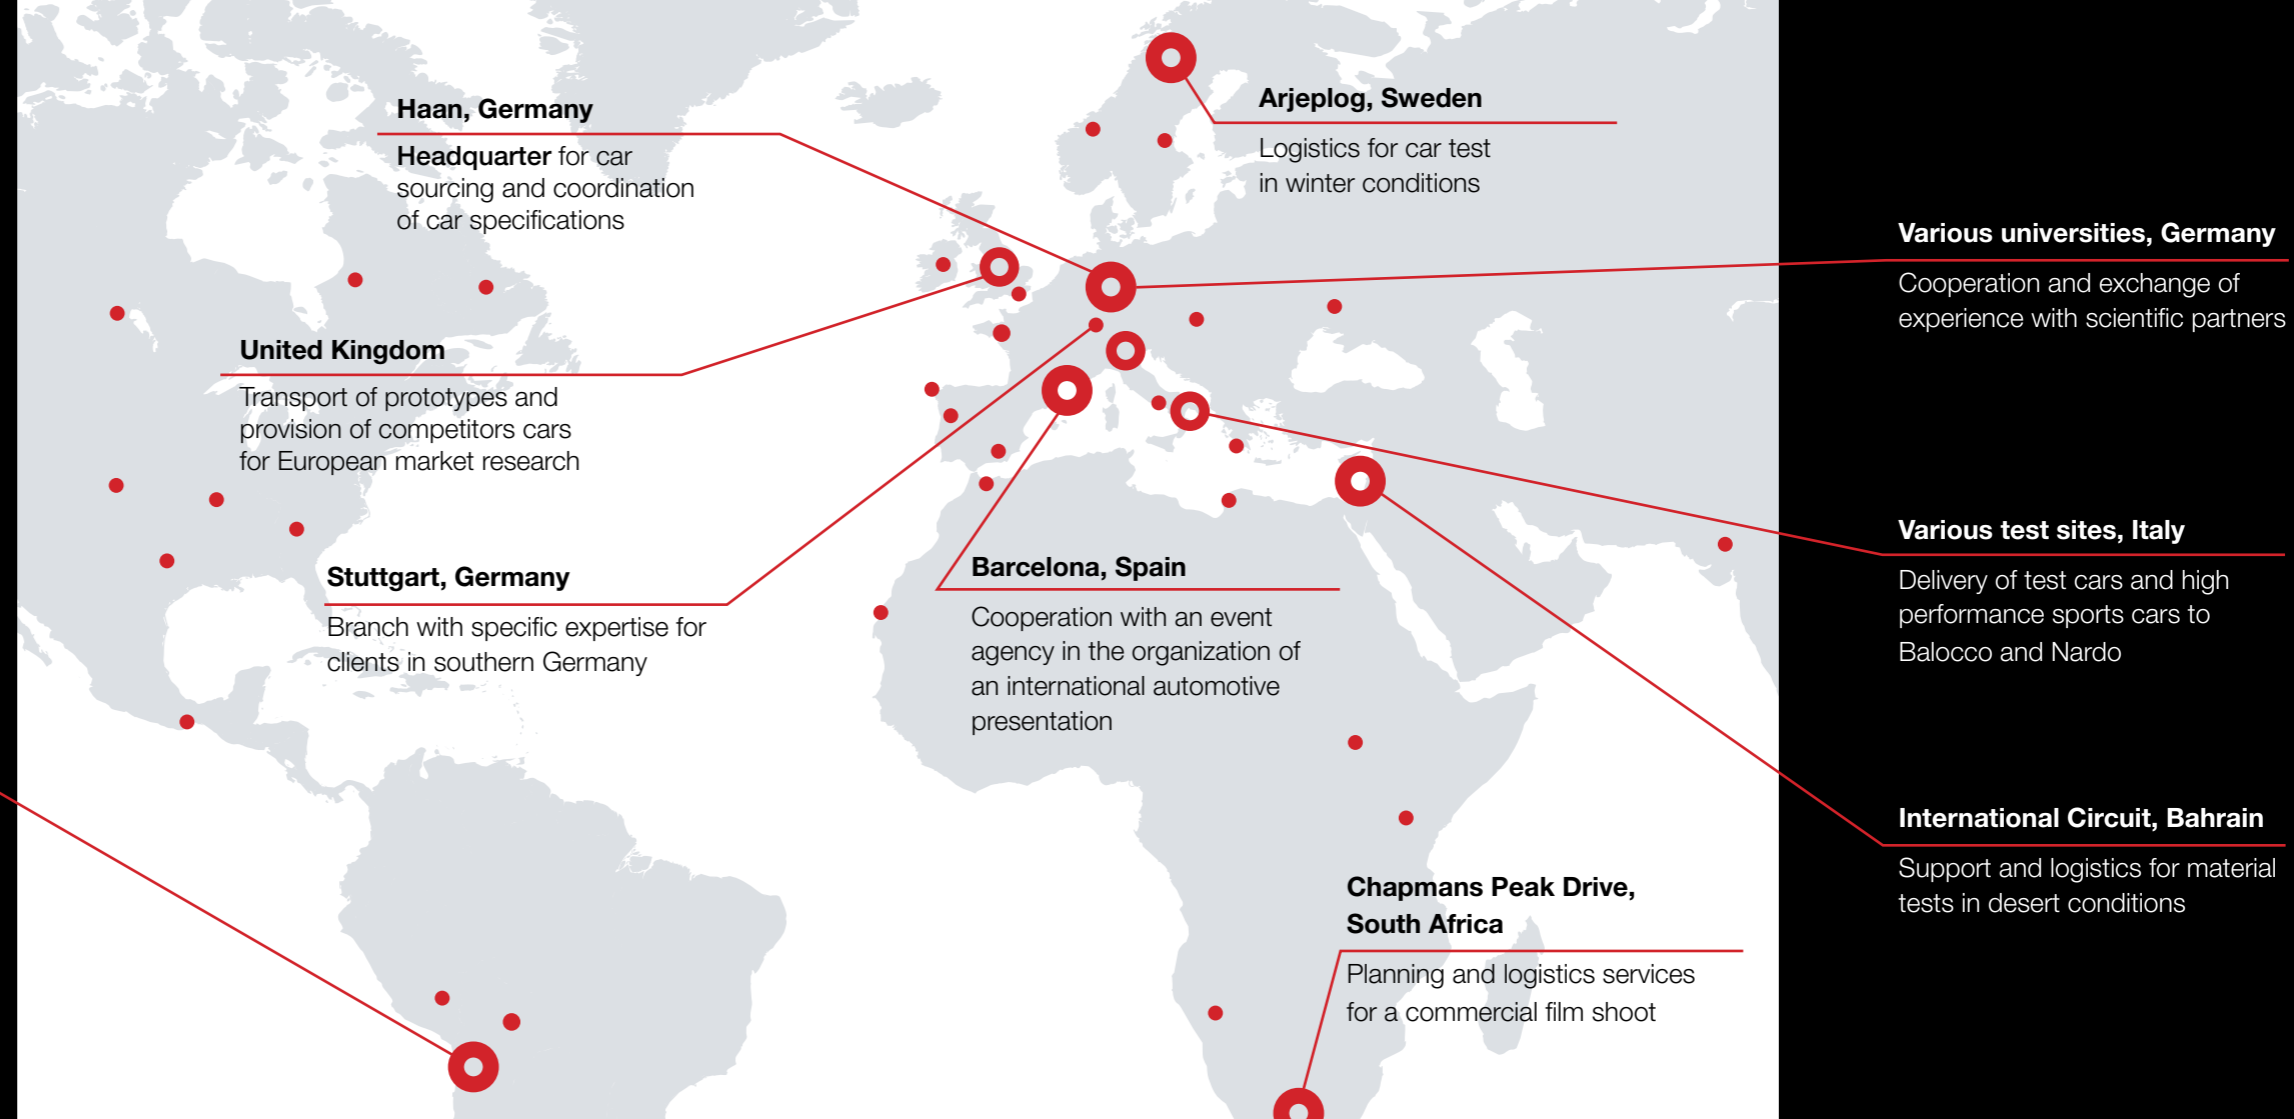 Haan, Germany
Headquarter for car
sourcing and coordination
of car specifications
Arjeplog, Sweden
Logistics for car test
in winter conditions
Various universities, Germany
Cooperation and exchange of
experience with scientific partners
United Kingdom
Transport of prototypes and
provision of competitors cars
for European market research
Stuttgart, Germany
Branch with specific expertise for
clients in southern Germany
Barcelona, Spain
Cooperation with an event
agency in the organization of
an international automotive
presentation
Various test sites, Italy
Delivery of test cars and high
performance sports cars to
Balocco and Nardo
International Circuit, Bahrain
Support and logistics for material
tests in desert conditions
Chapmans Peak Drive,
South Africa
Planning and logistics services
for a commercial film shoot